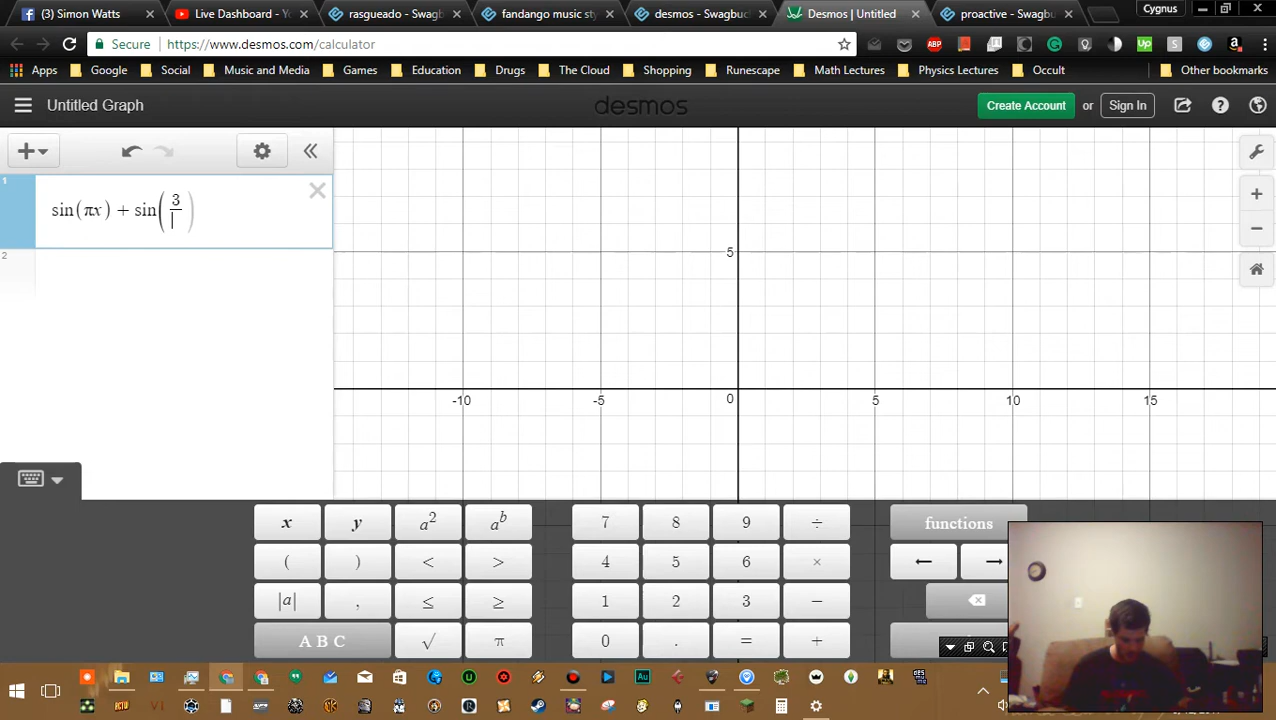 (3) Simon Watts
Live Dashboard - Yo
rasgueado - Swagb
fandango music sty
desmos - Swagbuc
Desmos | Untitled
proactive - Swagbu
Cygnus
Secure
https://www.desmos.com/calculator
Apps
Google
Social
Music and Media
Games
Education
Drugs
The Cloud
Shopping
Runescape
Math Lectures
Physics Lectures
Occult
Other bookmarks
Untitled Graph
desmos
Create Account
or
Sign In
1
sin(πx) + sin(3/)
2
5
-10
-5
0
5
10
15
x y a² aᵇ 7 8 9 ÷ functions
( ) < > 4 5 6 × ← →
|a| , ≤ ≥ 1 2 3 −
A B C √ π 0 . = +